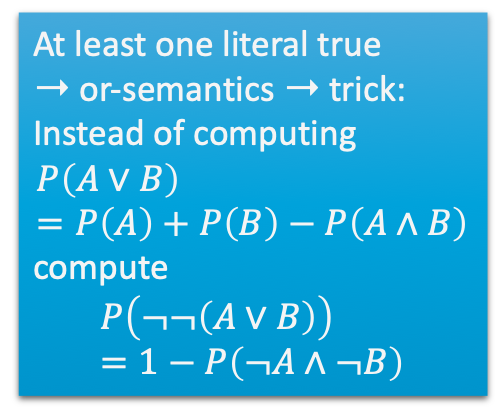 At least one literal true
→ or-semantics → trick:
Instead of computing
𝑃(𝐴 ∨ 𝐵)
= 𝑃(𝐴) + 𝑃(𝐵) − 𝑃(𝐴 ∧ 𝐵)
compute
𝑃(¬¬(𝐴 ∨ 𝐵))
= 1 − 𝑃(¬𝐴 ∧ ¬𝐵)